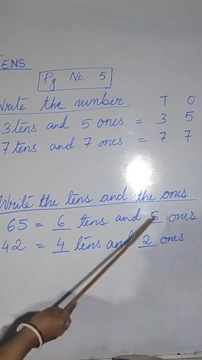 TENS
Pg No. 5
Write the number T O
3 tens and 5 ones = 3 5
7 tens and 7 ones = 7 7
Write the tens and the ones
65 = 6 tens and 5 ones
42 = 4 tens and 2 ones